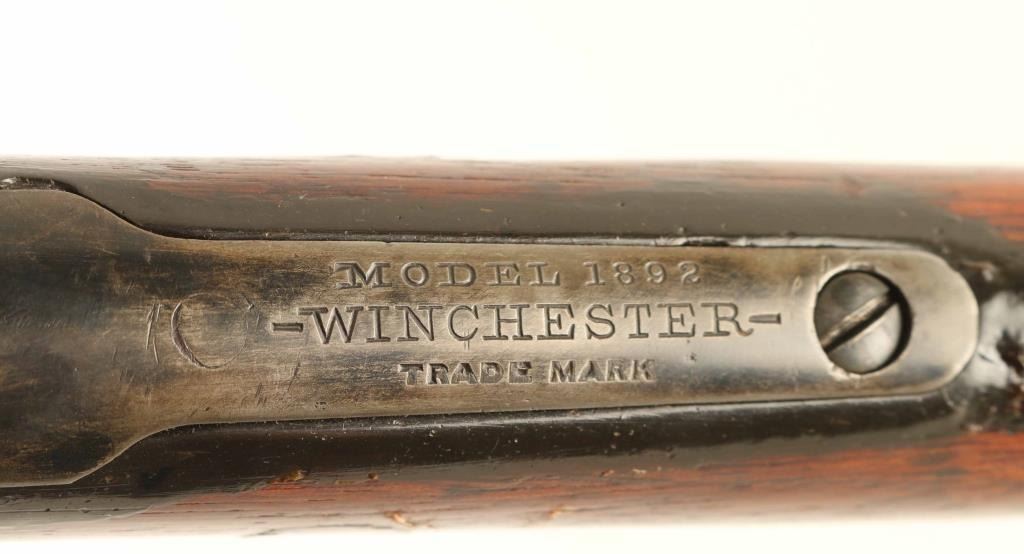 MODEL 1892
-WINCHESTER-
TRADE MARK